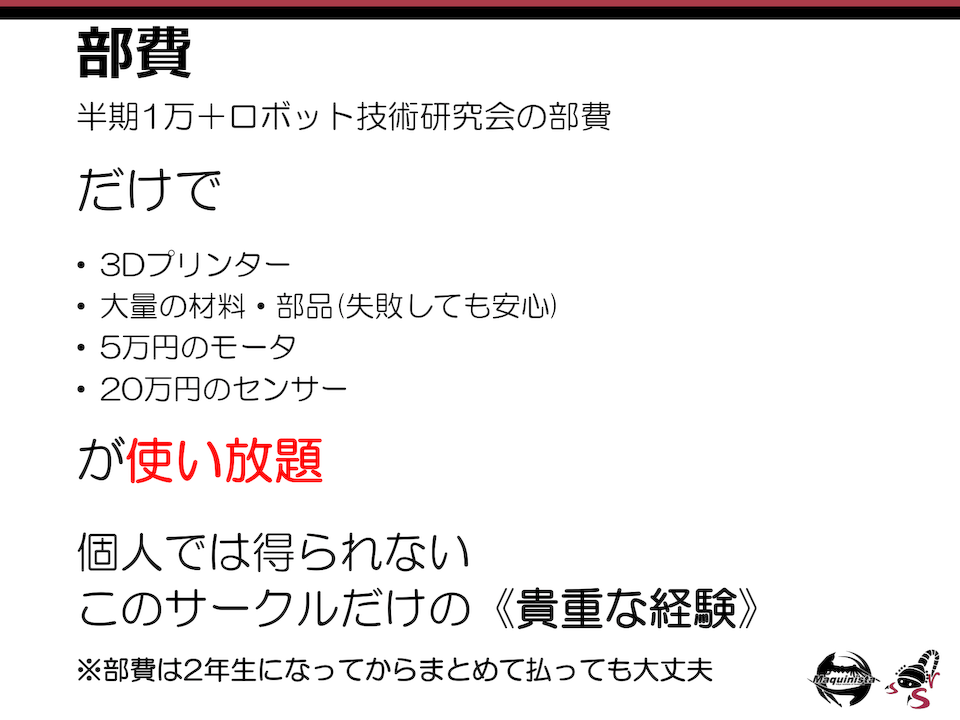 部費
半期1万＋ロボット技術研究会の部費
だけで
• 3Dプリンター
• 大量の材料・部品(失敗しても安心)
• 5万円のモータ
• 20万円のセンサー
が使い放題
個人では得られない
このサークルだけの《貴重な経験》
※部費は2年生になってからまとめて払っても大丈夫
Maquinista
S S V